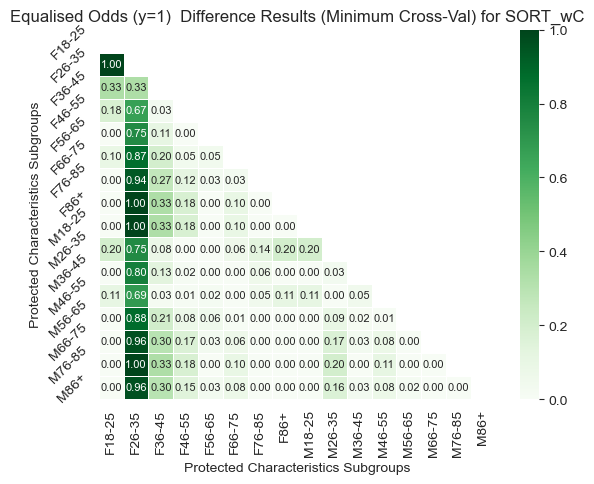 Equalised Odds (y=1)  Difference Results (Minimum Cross-Val) for SORT_wC
F18-25
F26-35 1.00
F36-45 0.33 0.33
F46-55 0.18 0.67 0.03
F56-65 0.00 0.75 0.11 0.00
F66-75 0.10 0.87 0.20 0.05 0.05
F76-85 0.00 0.94 0.27 0.12 0.03 0.03
F86+ 0.00 1.00 0.33 0.18 0.00 0.10 0.00
M18-25 0.00 1.00 0.33 0.18 0.00 0.10 0.00 0.00
M26-35 0.20 0.75 0.08 0.00 0.00 0.06 0.14 0.20 0.20
M36-45 0.00 0.80 0.13 0.02 0.00 0.00 0.06 0.00 0.00 0.03
M46-55 0.11 0.69 0.03 0.01 0.02 0.00 0.05 0.11 0.11 0.00 0.05
M56-65 0.00 0.88 0.21 0.08 0.06 0.01 0.00 0.00 0.00 0.09 0.02 0.01
M66-75 0.00 0.96 0.30 0.17 0.03 0.06 0.00 0.00 0.00 0.17 0.03 0.08 0.00
M76-85 0.00 1.00 0.33 0.18 0.00 0.10 0.00 0.00 0.00 0.20 0.00 0.11 0.00 0.00
M86+ 0.00 0.96 0.30 0.15 0.03 0.08 0.00 0.00 0.00 0.16 0.03 0.08 0.02 0.00 0.00
Protected Characteristics Subgroups
F18-25 F26-35 F36-45 F46-55 F56-65 F66-75 F76-85 F86+ M18-25 M26-35 M36-45 M46-55 M56-65 M66-75 M76-85 M86+
Protected Characteristics Subgroups
1.0
0.8
0.6
0.4
0.2
0.0